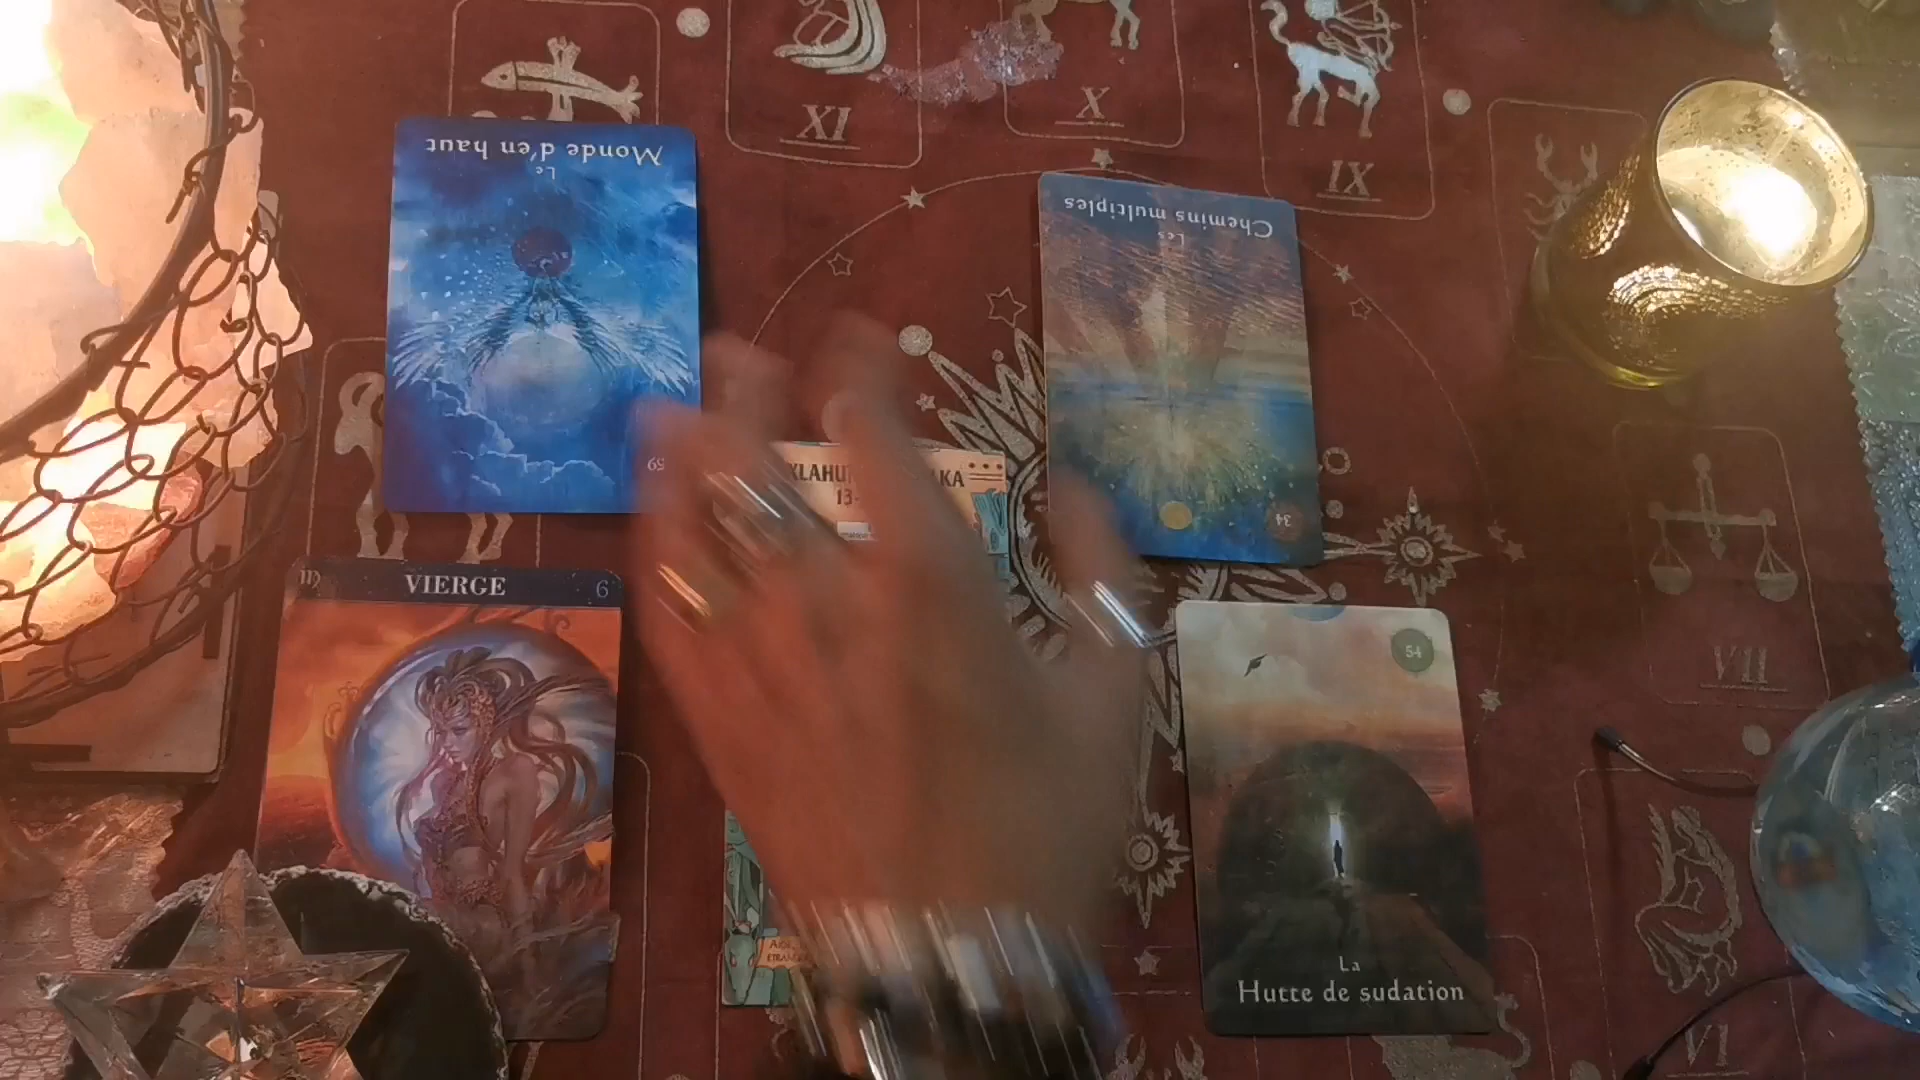 XI
X
IX
Le
Monde d'en haut
59
Les
Chemins multiples
34
13-
VIERGE
6
54
La
Hutte de sudation
VII
VI